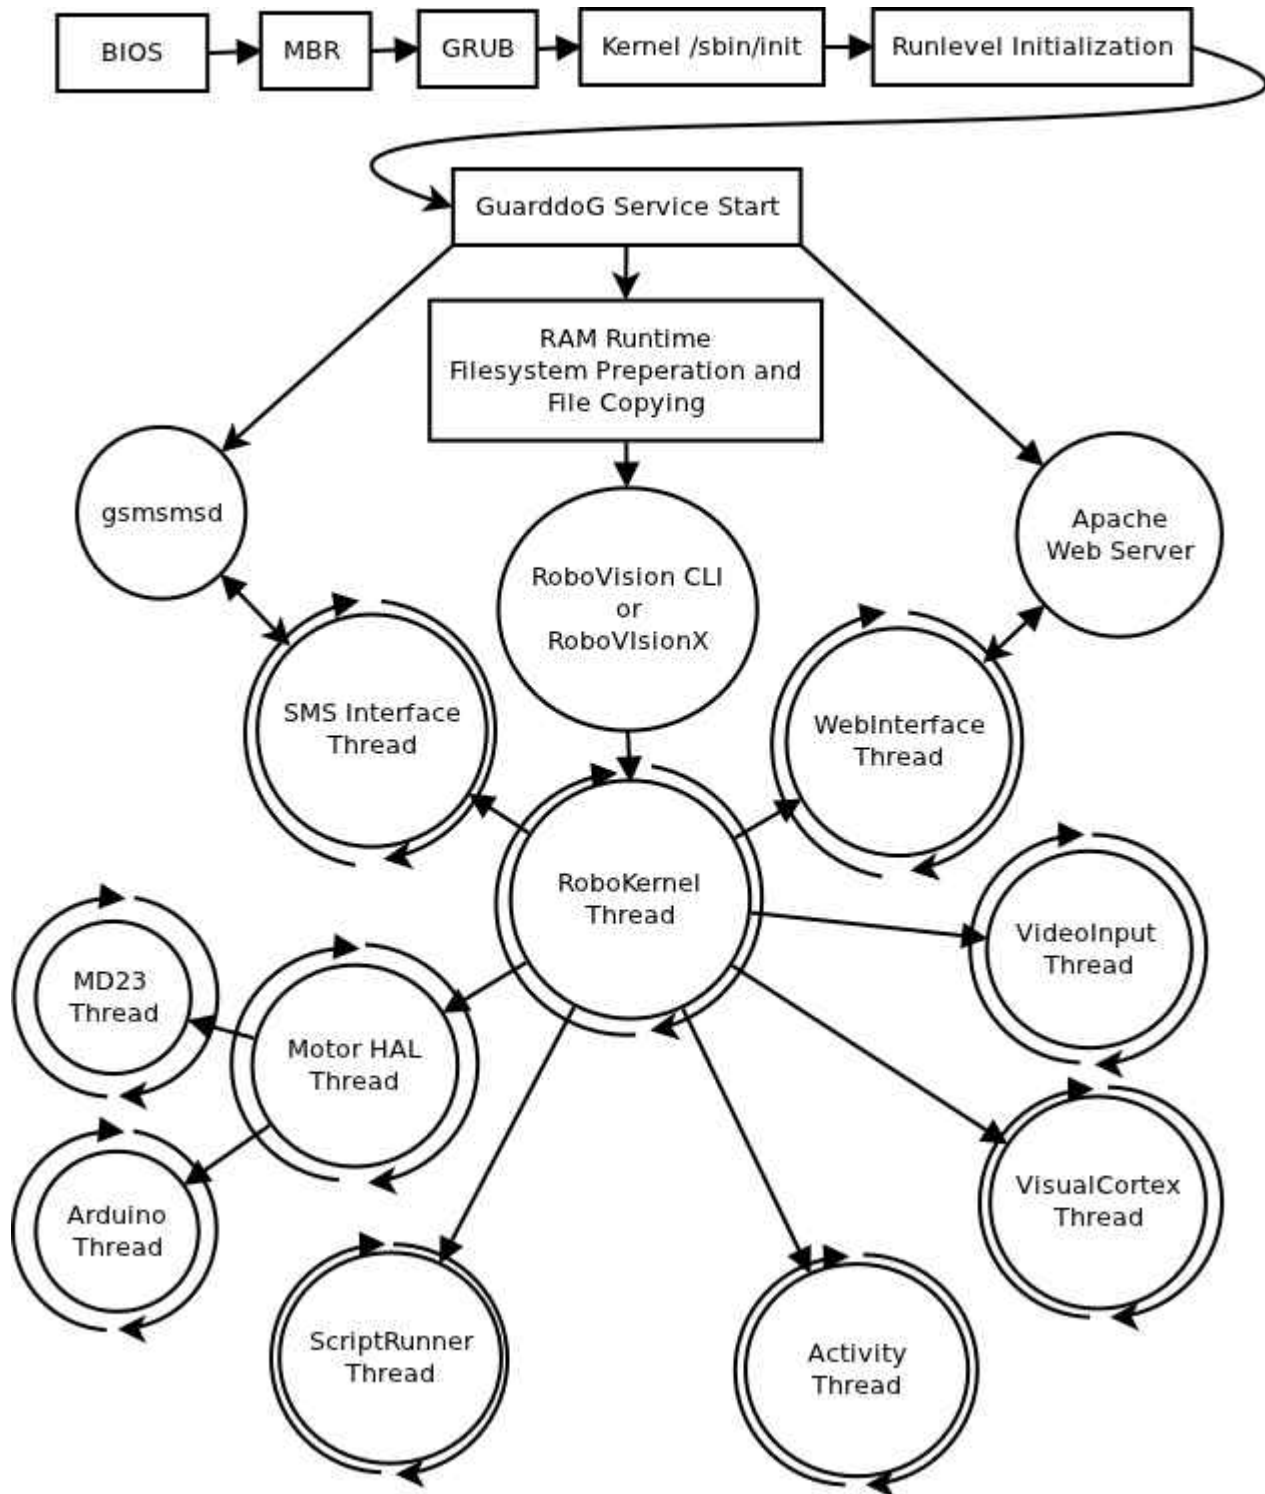 BIOS
MBR
GRUB
Kernel /sbin/init
Runlevel Initialization
GuarddoG Service Start
RAM Runtime
Filesystem Preperation and
File Copying
gsmsmsd
Apache
Web Server
RoboVision CLI
or
RoboVIsionX
SMS Interface
Thread
WebInterface
Thread
RoboKernel
Thread
VideoInput
Thread
MD23
Thread
Motor HAL
Thread
VisualCortex
Thread
Arduino
Thread
ScriptRunner
Thread
Activity
Thread